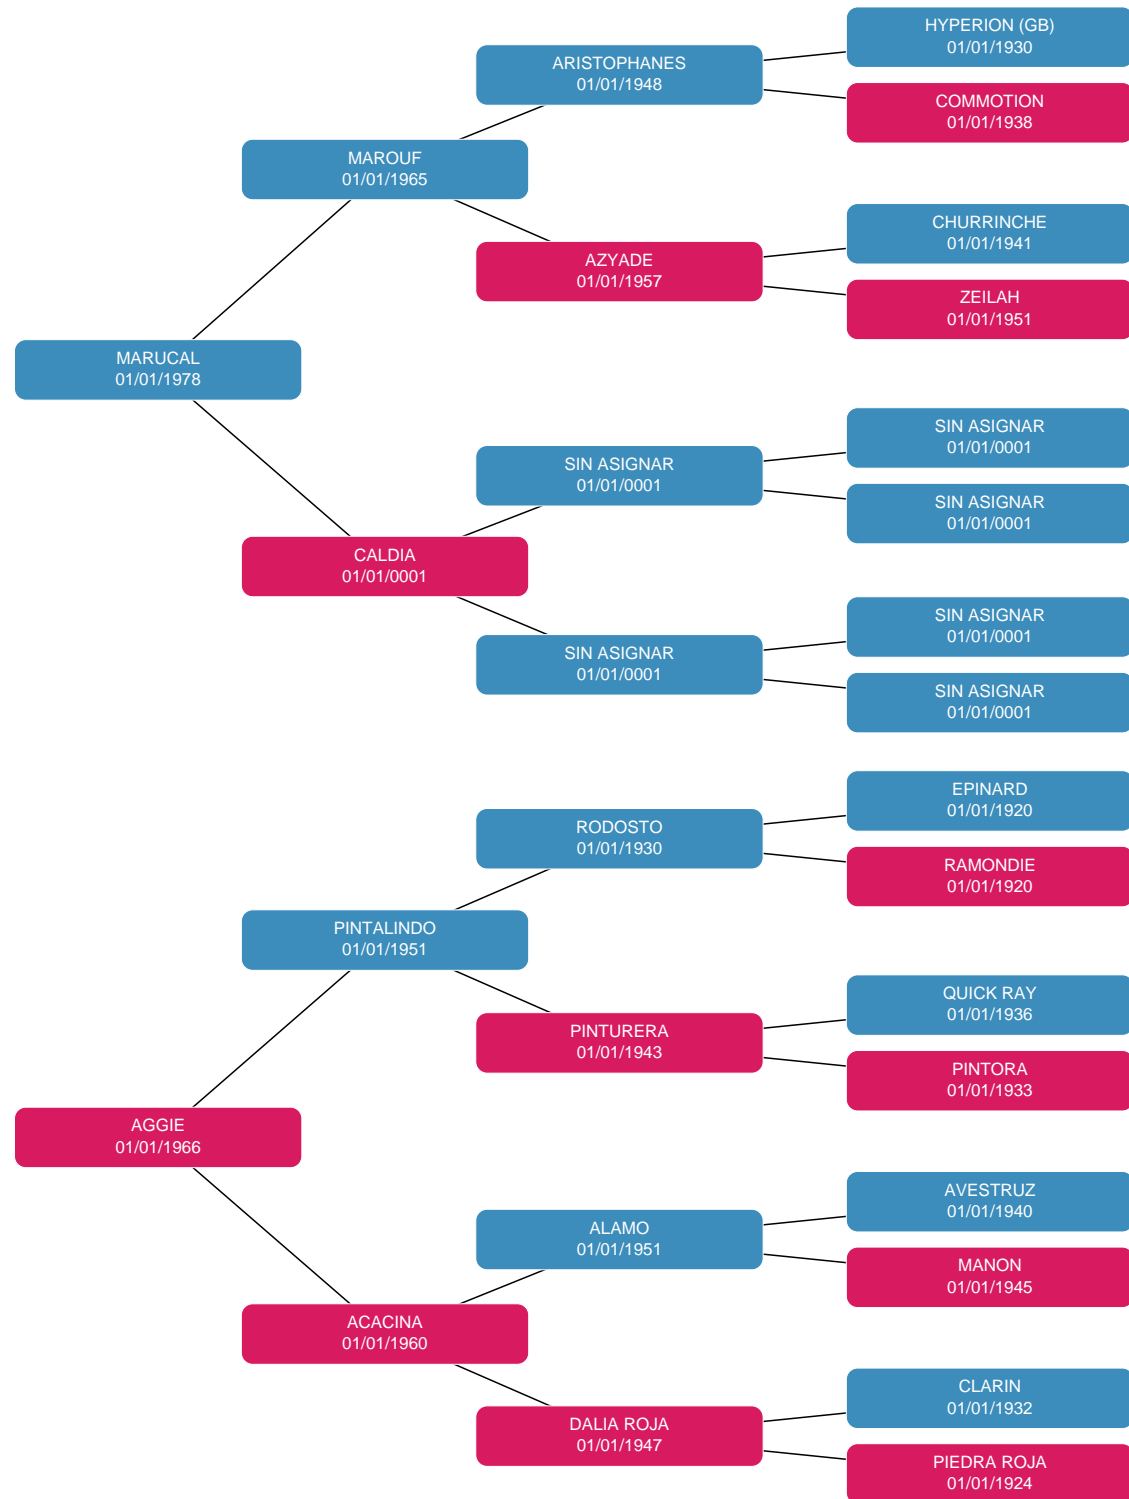 HYPERION (GB)
01/01/1930
ARISTOPHANES
01/01/1948
COMMOTION
01/01/1938
MAROUF
01/01/1965
CHURRINCHE
01/01/1941
AZYADE
01/01/1957
ZEILAH
01/01/1951
MARUCAL
01/01/1978
SIN ASIGNAR
01/01/0001
SIN ASIGNAR
01/01/0001
SIN ASIGNAR
01/01/0001
CALDIA
01/01/0001
SIN ASIGNAR
01/01/0001
SIN ASIGNAR
01/01/0001
SIN ASIGNAR
01/01/0001
EPINARD
01/01/1920
RODOSTO
01/01/1930
RAMONDIE
01/01/1920
PINTALINDO
01/01/1951
QUICK RAY
01/01/1936
PINTURERA
01/01/1943
PINTORA
01/01/1933
AGGIE
01/01/1966
AVESTRUZ
01/01/1940
ALAMO
01/01/1951
MANON
01/01/1945
ACACINA
01/01/1960
CLARIN
01/01/1932
DALIA ROJA
01/01/1947
PIEDRA ROJA
01/01/1924